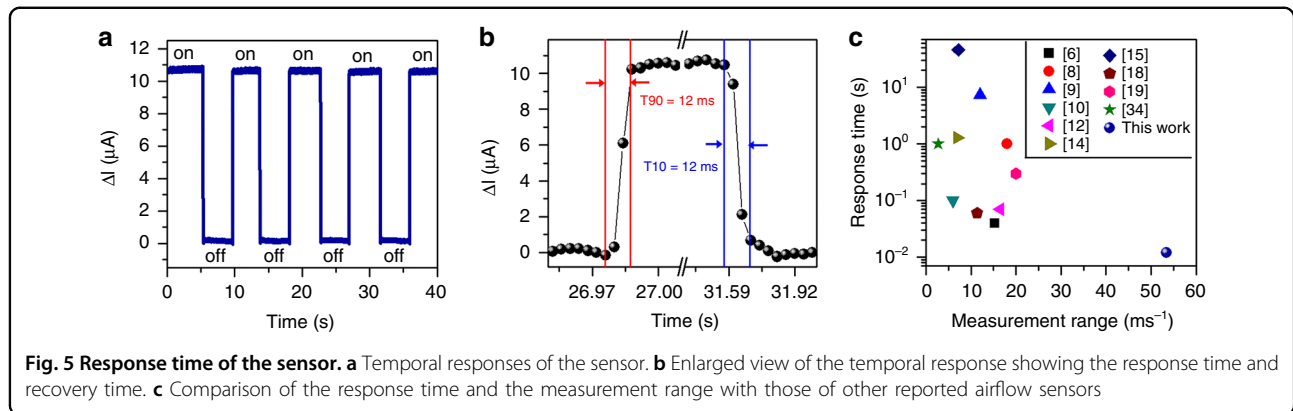 a
on on on on on
12
10
8
6
4
2
0
ΔI (μA)
off off off off
0 10 20 30 40
Time (s)
b
10
8
6
4
2
0
ΔI (μA)
T90 = 12 ms
T10 = 12 ms
26.97 27.00 31.59 31.92
Time (s)
c
10¹
10⁰
10⁻¹
10⁻²
Response time (s)
[6] [15]
[8] [18]
[9] [19]
[10] [34]
[12] This work
[14]
0 10 20 30 40 50 60
Measurement range (ms⁻¹)
Fig. 5 Response time of the sensor. a Temporal responses of the sensor. b Enlarged view of the temporal response showing the response time and
recovery time. c Comparison of the response time and the measurement range with those of other reported airflow sensors